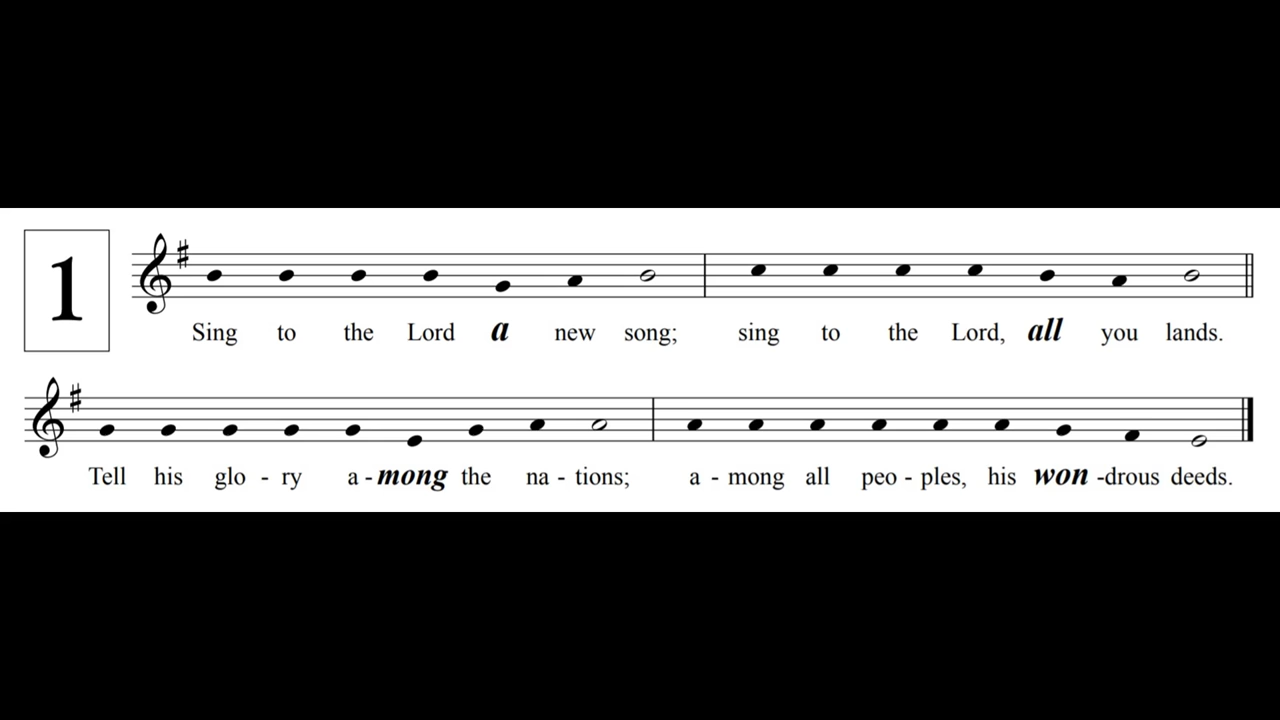 1
Sing to the Lord a new song; sing to the Lord, all you lands.
Tell his glo - ry a - mong the na - tions; a - mong all peo - ples, his won -drous deeds.